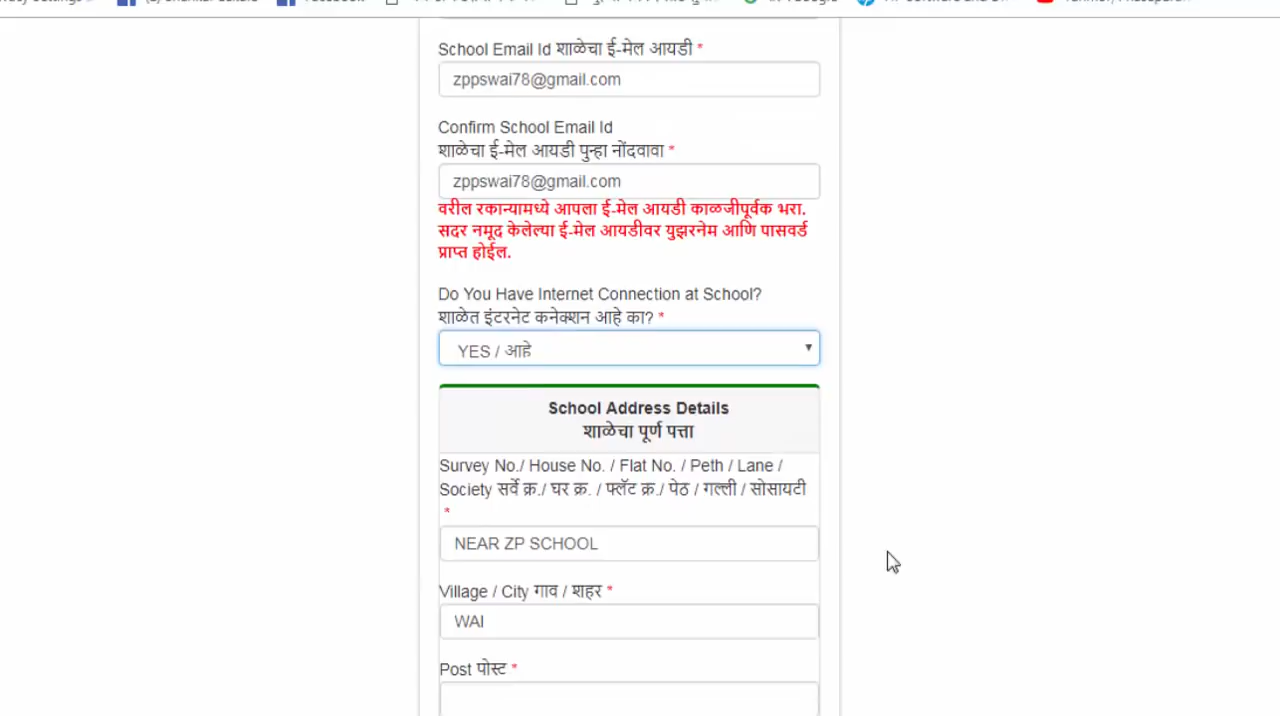 School Email Id शाळेचा ई-मेल आयडी *
zppswai78@gmail.com
Confirm School Email Id
शाळेचा ई-मेल आयडी पुन्हा नोंदवावा *
zppswai78@gmail.com
वरील रकान्यामध्ये आपला ई-मेल आयडी काळजीपूर्वक भरा.
सदर नमूद केलेल्या ई-मेल आयडीवर युझरनेम आणि पासवर्ड
प्राप्त होईल.
Do You Have Internet Connection at School?
शाळेत इंटरनेट कनेक्शन आहे का? *
YES / आहे
School Address Details
शाळेचा पूर्ण पत्ता
Survey No./ House No. / Flat No. / Peth / Lane /
Society सर्वे क्र./ घर क्र. / फ्लॅट क्र./ पेठ / गल्ली / सोसायटी
*
NEAR ZP SCHOOL
Village / City गाव / शहर *
WAI
Post पोस्ट *